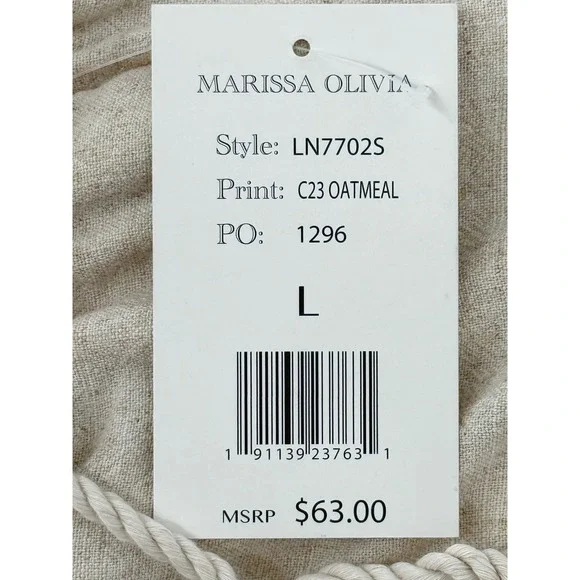 MARISSA OLIVIA
Style: LN7702S
Print: C23 OATMEAL
PO: 1296
L
1 91139 23763 1
MSRP $63.00